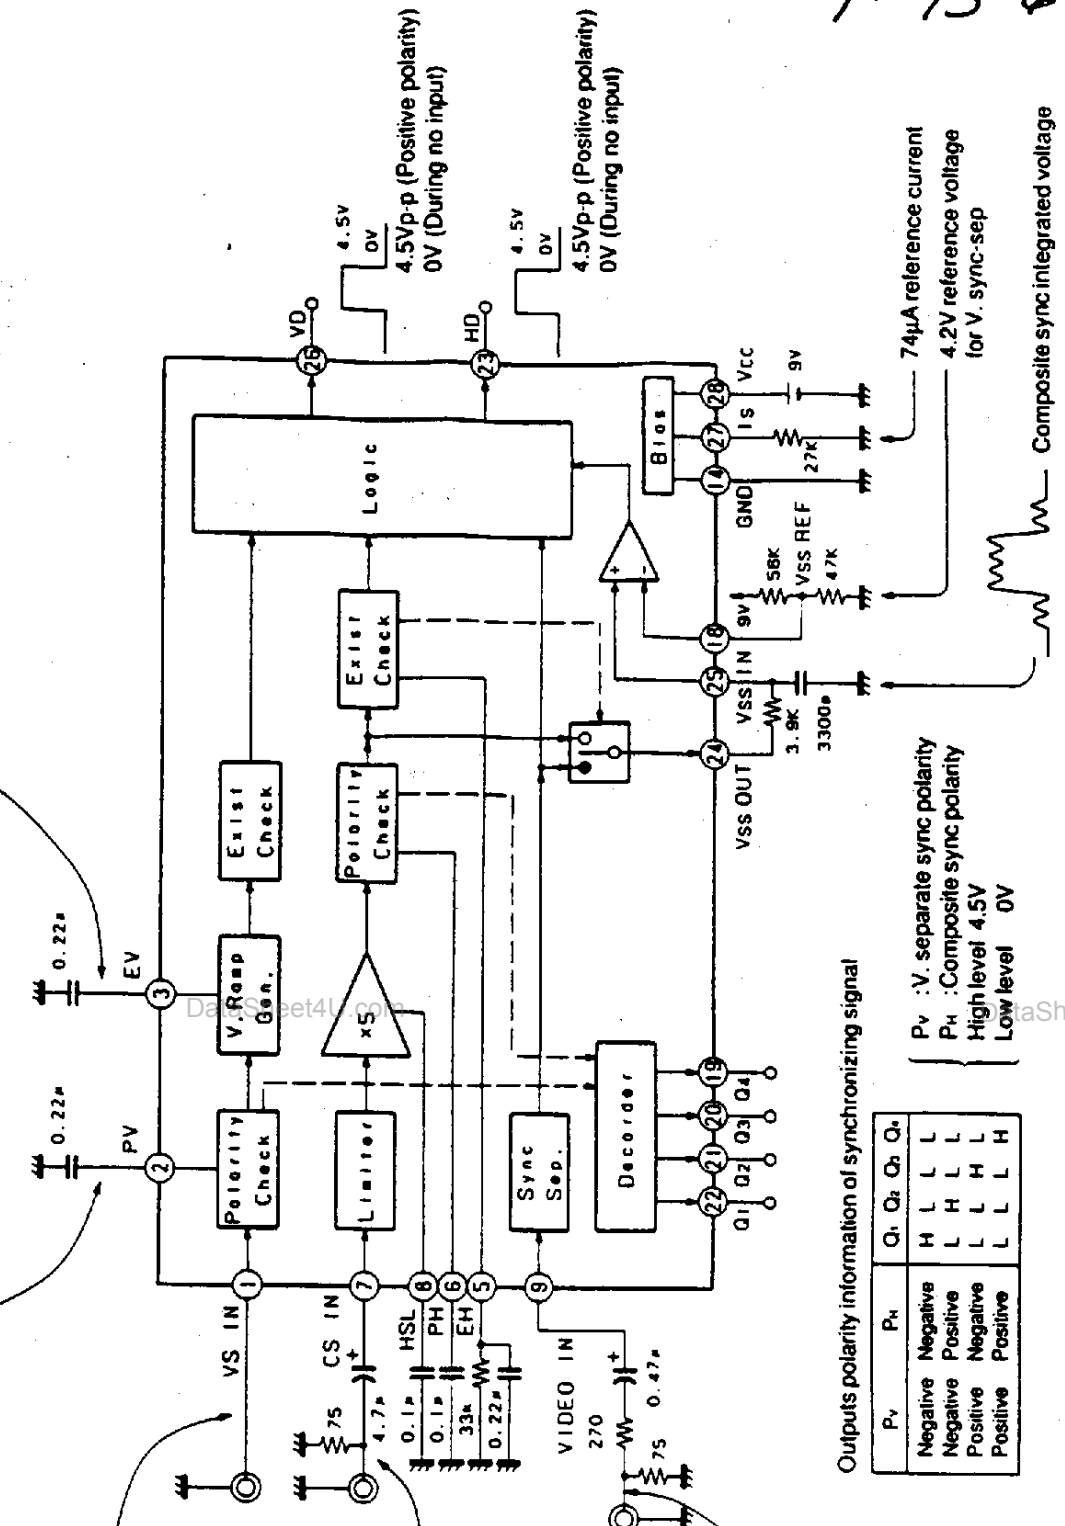 VS IN
1
2
PV
0.22μ
3
EV
0.22μ
Polarity
Check
V. Ramp
Gen.
Exist
Check
Logic
26
VD
4.5V
0V
4.5Vp-p (Positive polarity)
0V (During no input)
23
HD
4.5V
0V
4.5Vp-p (Positive polarity)
0V (During no input)
75
CS IN
4.7μ
+
7
Limiter
x5
Polarity
Check
Exist
Check
HSL
0.1μ
8
PH
0.1μ
6
EH
33K
0.22μ
5
VIDEO IN
270
75
0.47μ
+
9
Sync
Sep.
Decorder
22
21
20
19
Q1
Q2
Q3
Q4
24
VSS OUT
25
VSS IN
3.9K
3300P
18
9V
56K
VSS REF
47K
+
-
Bias
14
GND
27
IS
27K
28
VCC
9V
74μA reference current
4.2V reference voltage
for V. sync-sep
Composite sync integrated voltage
DataSheet4U.com
DataSh
Outputs polarity information of synchronizing signal
Pv PH Q1 Q2 Q3 Q4
Negative Negative H L L L
Negative Positive L H L L
Positive Negative L L H L
Positive Positive L L L H
Pv : V. separate sync polarity
PH : Composite sync polarity
High level 4.5V
Low level 0V